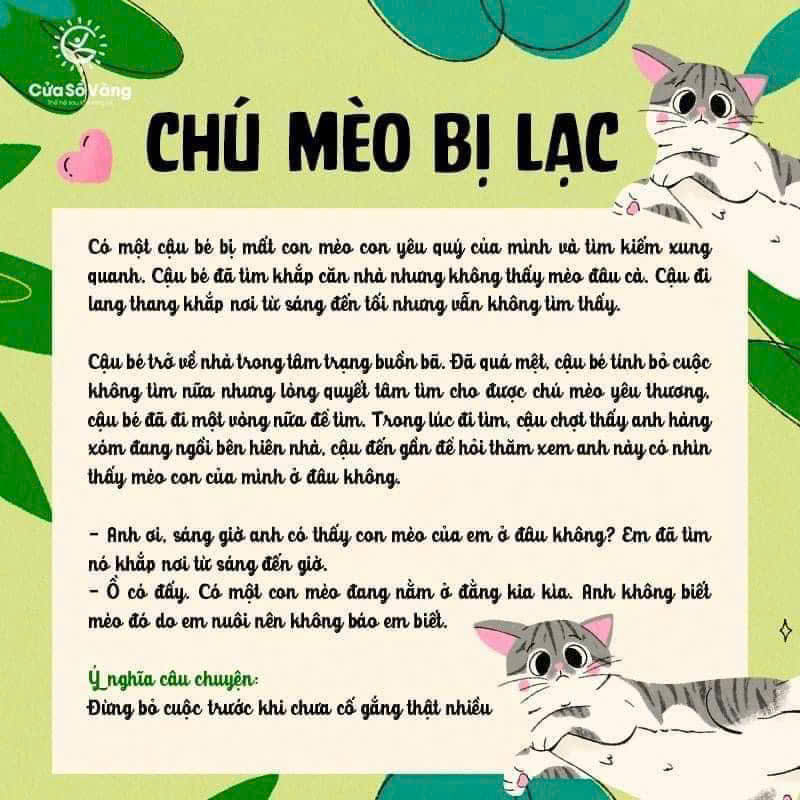 Cửa Sổ Vàng
CHÚ MÈO BỊ LẠC
Có một cậu bé bị mất con mèo con yêu quý của mình và tìm kiếm xung
quanh. Cậu bé đã tìm khắp căn nhà nhưng không thấy mèo đâu cả. Cậu đi
lang thang khắp nơi từ sáng đến tối nhưng vẫn không tìm thấy.
Cậu bé trở về nhà trong tâm trạng buồn bã. Đã quá mệt, cậu bé tính bỏ cuộc
không tìm nữa nhưng lòng quyết tâm tìm cho được chú mèo yêu thương,
cậu bé đã đi một vòng nữa để tìm. Trong lúc đi tìm, cậu chợt thấy anh hàng
xóm đang ngồi bên hiên nhà, cậu đến gần để hỏi thăm xem anh này có nhìn
thấy mèo con của mình ở đâu không.
- Anh ơi, sáng giờ anh có thấy con mèo của em ở đâu không? Em đã tìm
nó khắp nơi từ sáng đến giờ.
- Ồ có đấy. Có một con mèo đang nằm ở đằng kia kìa. Anh không biết
mèo đó do em nuôi nên không báo em biết.
Ý nghĩa câu chuyện:
Đừng bỏ cuộc trước khi chưa cố gắng thật nhiều